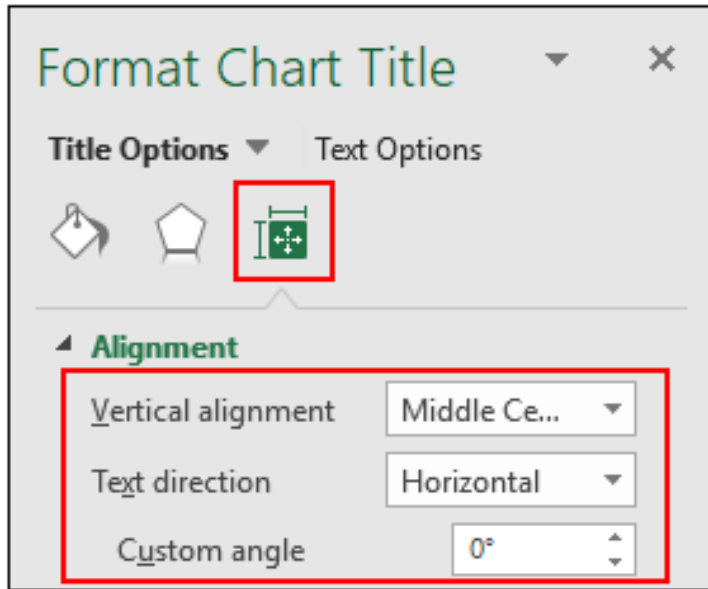 Format Chart Title
Title Options Text Options
Alignment
Vertical alignment Middle Ce...
Text direction Horizontal
Custom angle 0°